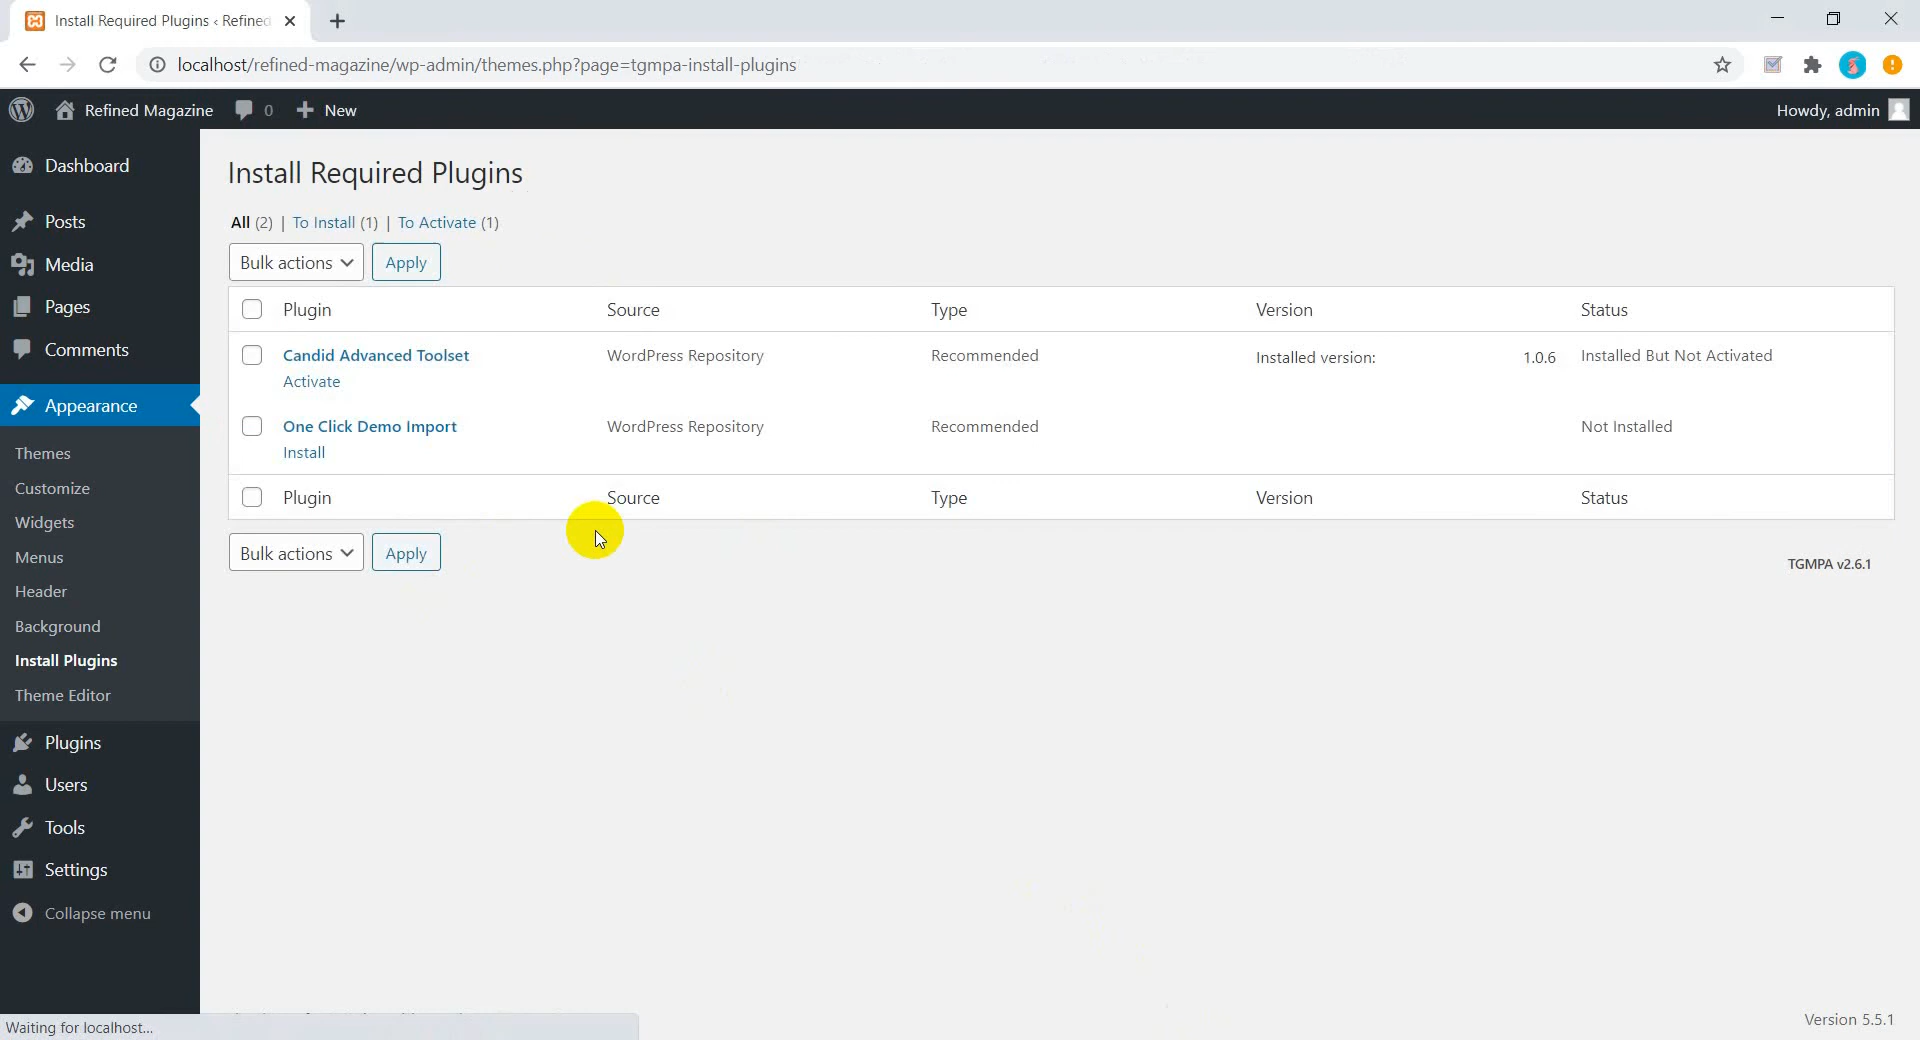 Install Required Plugins ‹ Refined
localhost/refined-magazine/wp-admin/themes.php?page=tgmpa-install-plugins
Refined Magazine 0 New Howdy, admin
Dashboard
Posts
Media
Pages
Comments
Appearance
Themes
Customize
Widgets
Menus
Header
Background
Install Plugins
Theme Editor
Plugins
Users
Tools
Settings
Collapse menu
Install Required Plugins
All (2) | To Install (1) | To Activate (1)
Bulk actions Apply
Plugin Source Type Version Status
Candid Advanced Toolset WordPress Repository Recommended Installed version: 1.0.6 Installed But Not Activated
Activate
One Click Demo Import WordPress Repository Recommended Not Installed
Install
Plugin Source Type Version Status
Bulk actions Apply
TGMPA v2.6.1
Version 5.5.1
Waiting for localhost...